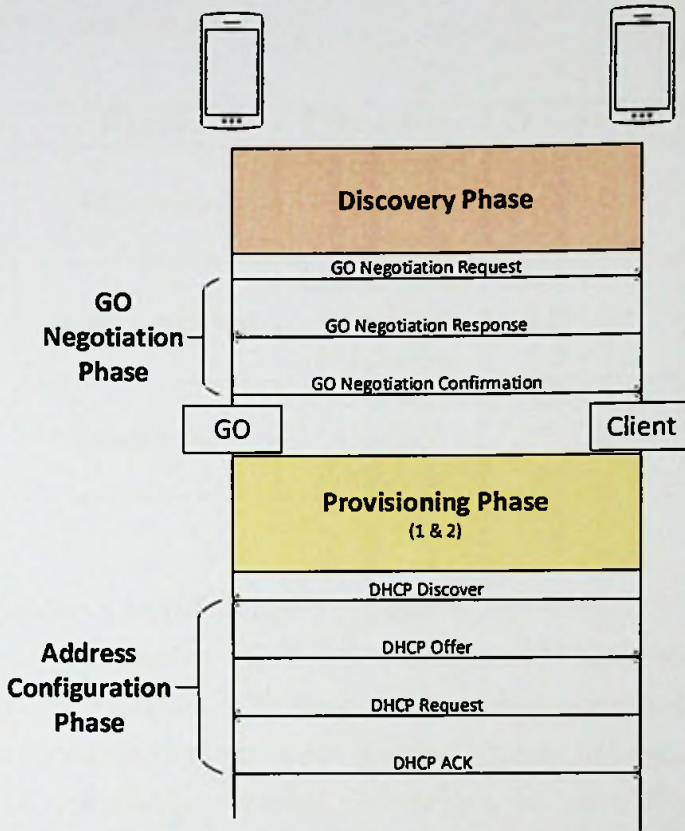 Discovery Phase
GO Negotiation Request
GO
Negotiation
Phase
GO Negotiation Response
GO Negotiation Confirmation
GO
Client
Provisioning Phase
(1 & 2)
DHCP Discover
Address
Configuration
Phase
DHCP Offer
DHCP Request
DHCP ACK